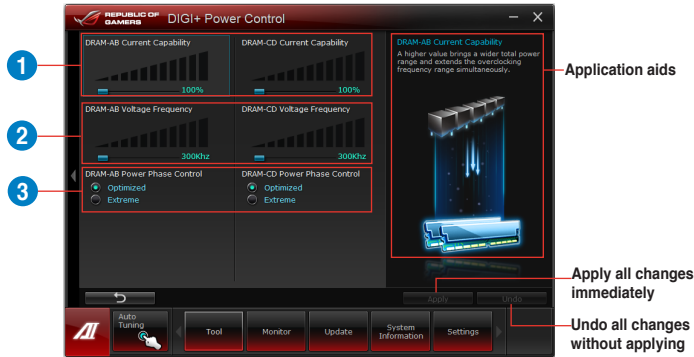 REPUBLIC OF
GAMERS
DIGI+ Power Control
DRAM-AB Current Capability
100%
DRAM-CD Current Capability
100%
DRAM-AB Current Capability
A higher value brings a wider total power
range and extends the overclocking
frequency range simultaneously.
Application aids
1
DRAM-AB Voltage Frequency
300Khz
DRAM-CD Voltage Frequency
300Khz
2
DRAM-AB Power Phase Control
Optimized
Extreme
DRAM-CD Power Phase Control
Optimized
Extreme
3
Apply
Undo
Apply all changes
immediately
AI
Auto
Tuning
Tool
Monitor
Update
System
Information
Settings
Undo all changes
without applying